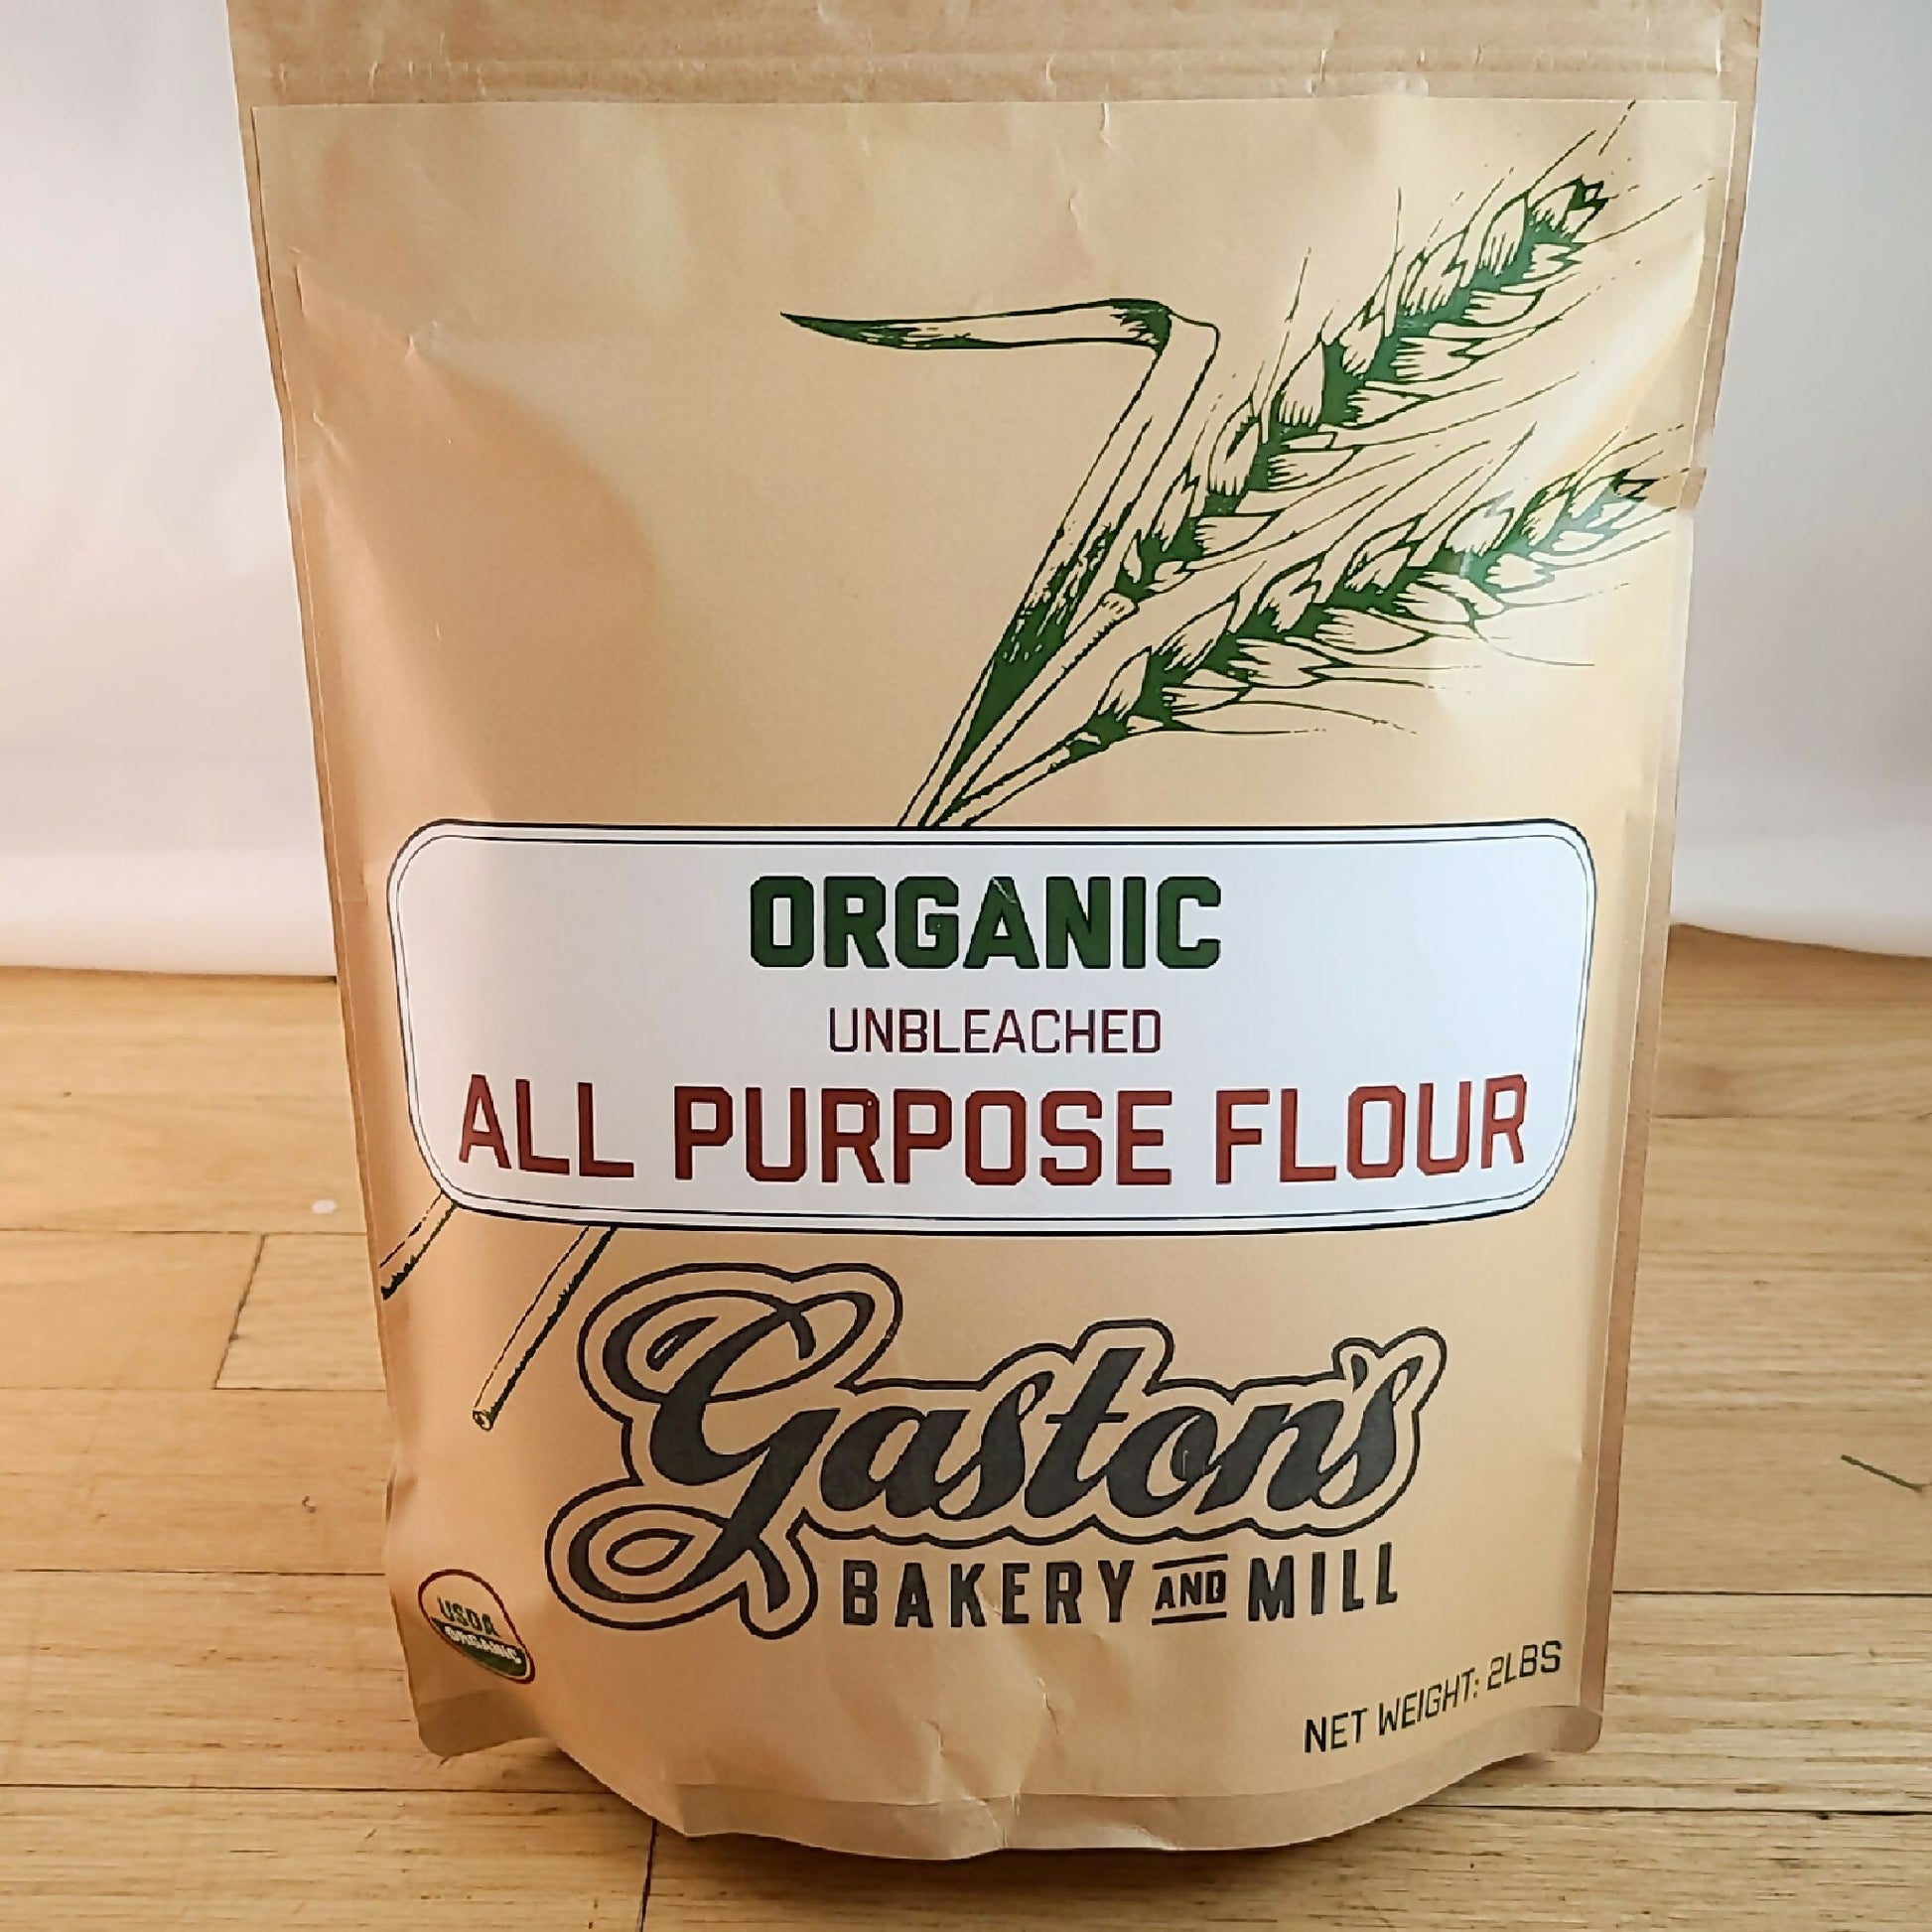 ORGANIC
UNBLEACHED
ALL PURPOSE FLOUR
Gaston's
BAKERY AND MILL
USDA
ORGANIC
NET WEIGHT: 2LBS